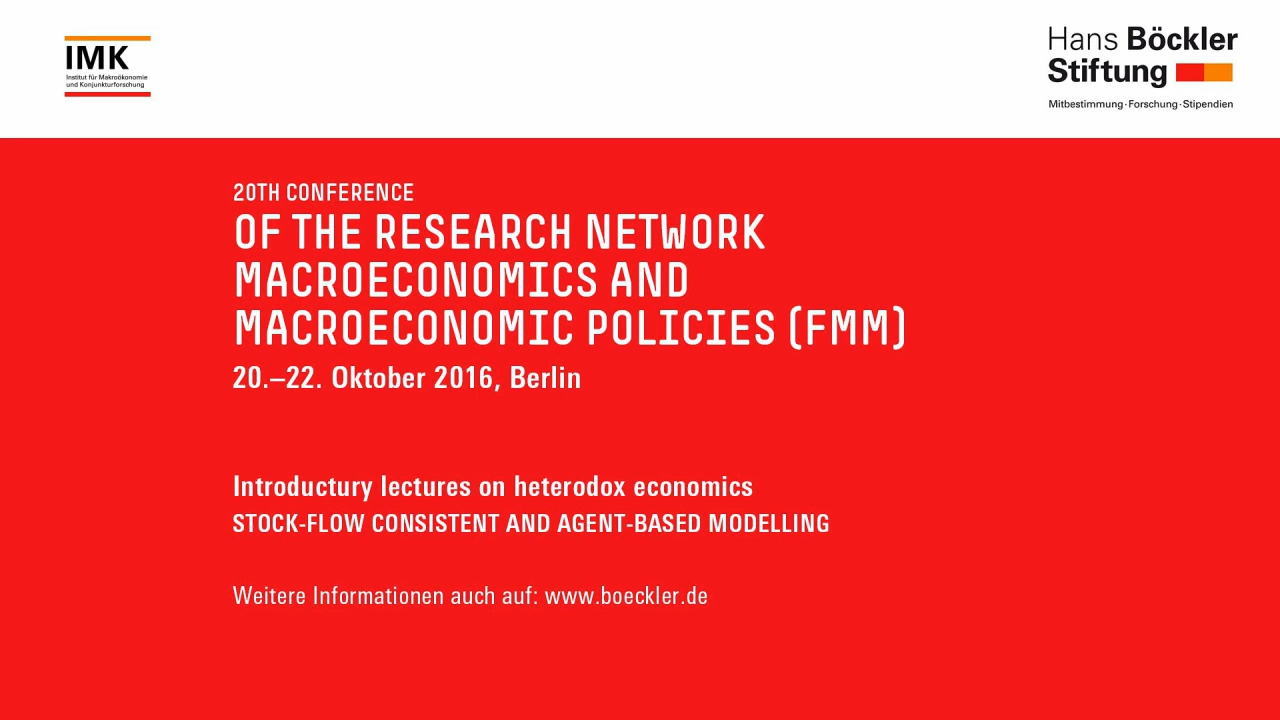 IMK
Institut für Makroökonomie
und Konjunkturforschung
Hans Böckler
Stiftung
Mitbestimmung · Forschung · Stipendien
20TH CONFERENCE
OF THE RESEARCH NETWORK
MACROECONOMICS AND
MACROECONOMIC POLICIES (FMM)
20.–22. Oktober 2016, Berlin
Introductury lectures on heterodox economics
STOCK-FLOW CONSISTENT AND AGENT-BASED MODELLING
Weitere Informationen auch auf: www.boeckler.de